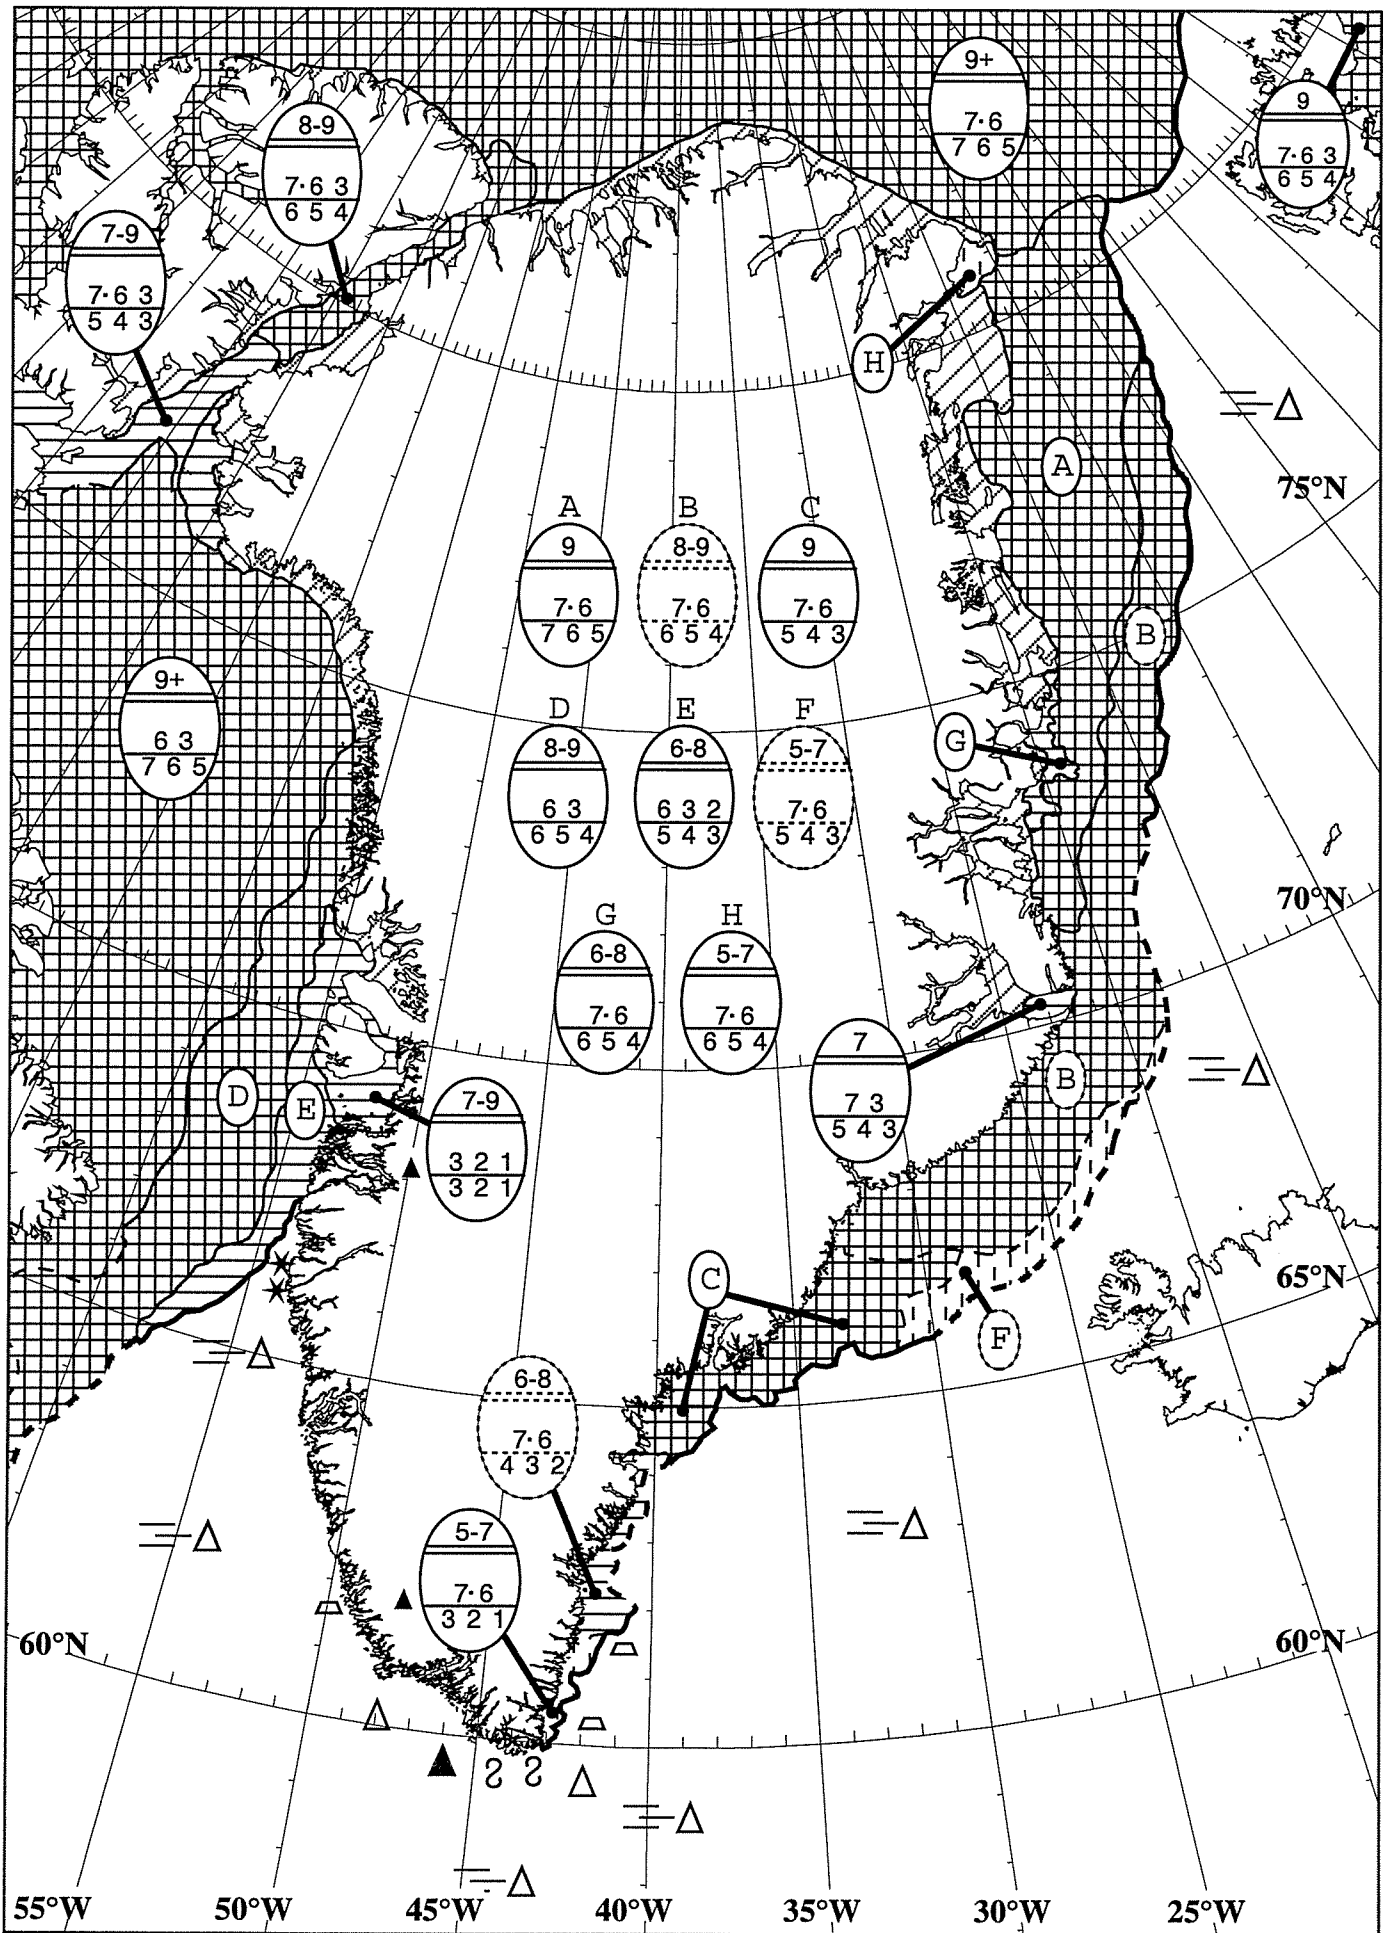 9+
7•6
7 6 5
9
7•6 3
6 5 4
8-9
7•6 3
6 5 4
7-9
7•6 3
5 4 3
H
A
75°N
A B C
9 8-9 9
7•6 7•6 7•6
7 6 5 6 5 4 5 4 3
B
9+
6 3
7 6 5
D E F
G
8-9 6-8 5-7
6 3 6 3 2 7•6
6 5 4 5 4 3 5 4 3
70°N
G H
6-8 5-7
7•6 7•6
6 5 4 6 5 4
7
7 3
5 4 3
B
D E
7-9
3 2 1
3 2 1
C
65°N
F
6-8
7•6
4 3 2
5-7
7•6
3 2 1
60°N 60°N
55°W 50°W 45°W 40°W 35°W 30°W 25°W